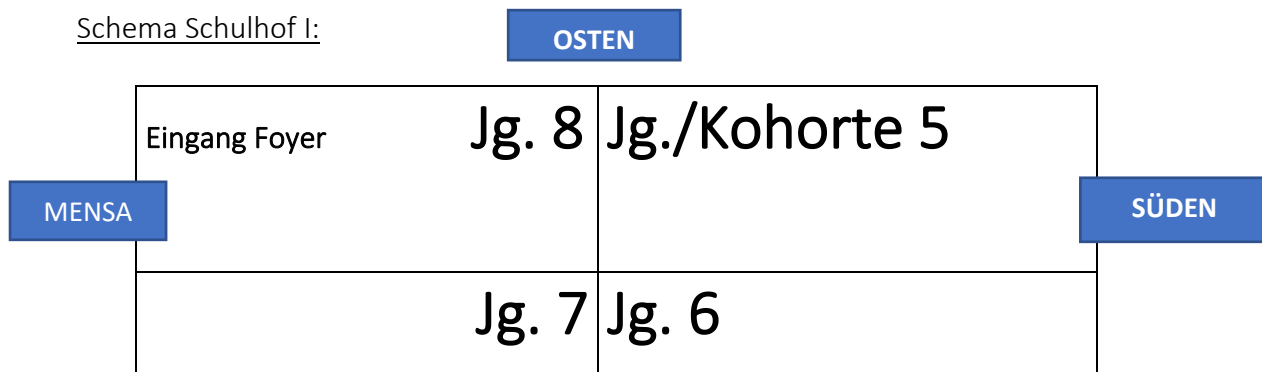 Schema Schulhof I:
OSTEN
Eingang Foyer
Jg. 8
Jg./Kohorte 5
MENSA
SÜDEN
Jg. 7
Jg. 6